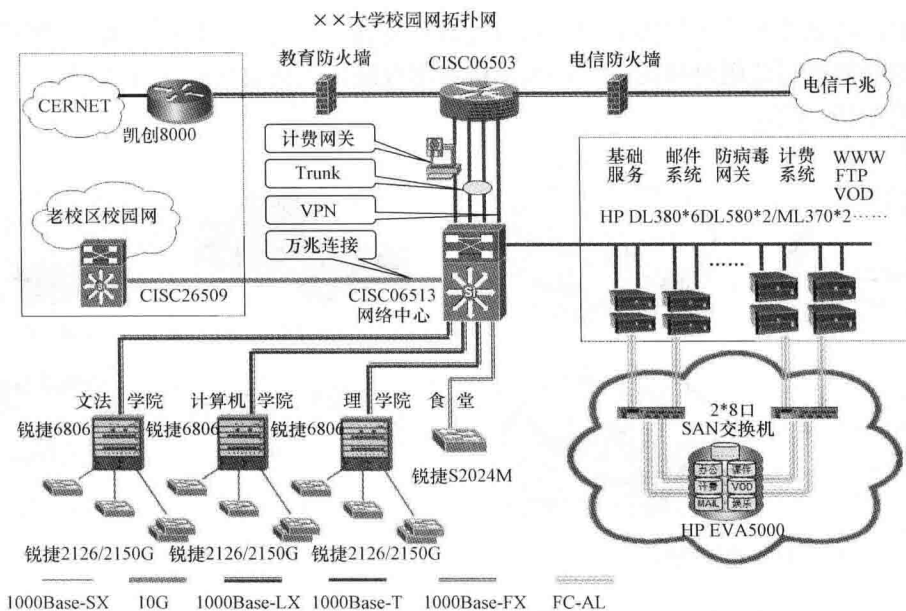 ××大学校园网拓扑网
教育防火墙
CISC06503
电信防火墙
CERNET
凯创8000
电信千兆
计费网关
Trunk
VPN
万兆连接
基础服务
邮件系统
防病毒网关
计费系统
WWW
FTP
VOD
HP DL380*6DL580*2/ML370*2……
老校区校园网
CISC26509
CISC06513
网络中心
Si
……
文法学院
计算机学院
理学院
食堂
锐捷6806
锐捷6806
锐捷6806
锐捷S2024M
2*8口
SAN交换机
办公
课件
计费
VOD
MAIL
娱乐
HP EVA5000
锐捷2126/2150G
锐捷2126/2150G
锐捷2126/2150G
1000Base-SX
10G
1000Base-LX
1000Base-T
1000Base-FX
FC-AL